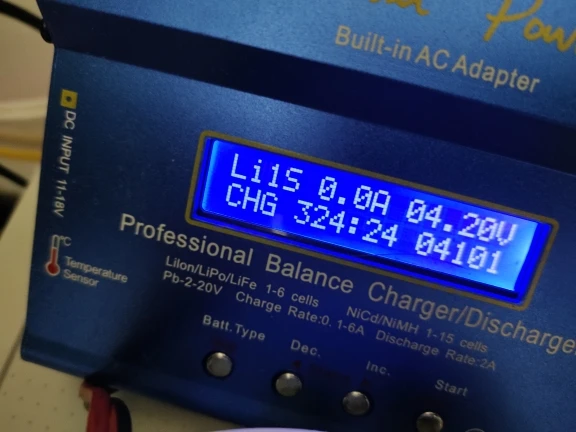 Power
Built-in AC Adapter
DC INPUT 11-18V
Li1S 0.0A 04.20V
CHG 324:24 04101
Professional Balance Charger/Discharger
°C
Temperature
Sensor
LiIon/LiPo/LiFe 1-6 cells NiCd/NiMH 1-15 cells
Pb-2-20V Charge Rate:0.1-6A Discharge Rate:2A
Batt.Type
Dec.
Inc.
Start